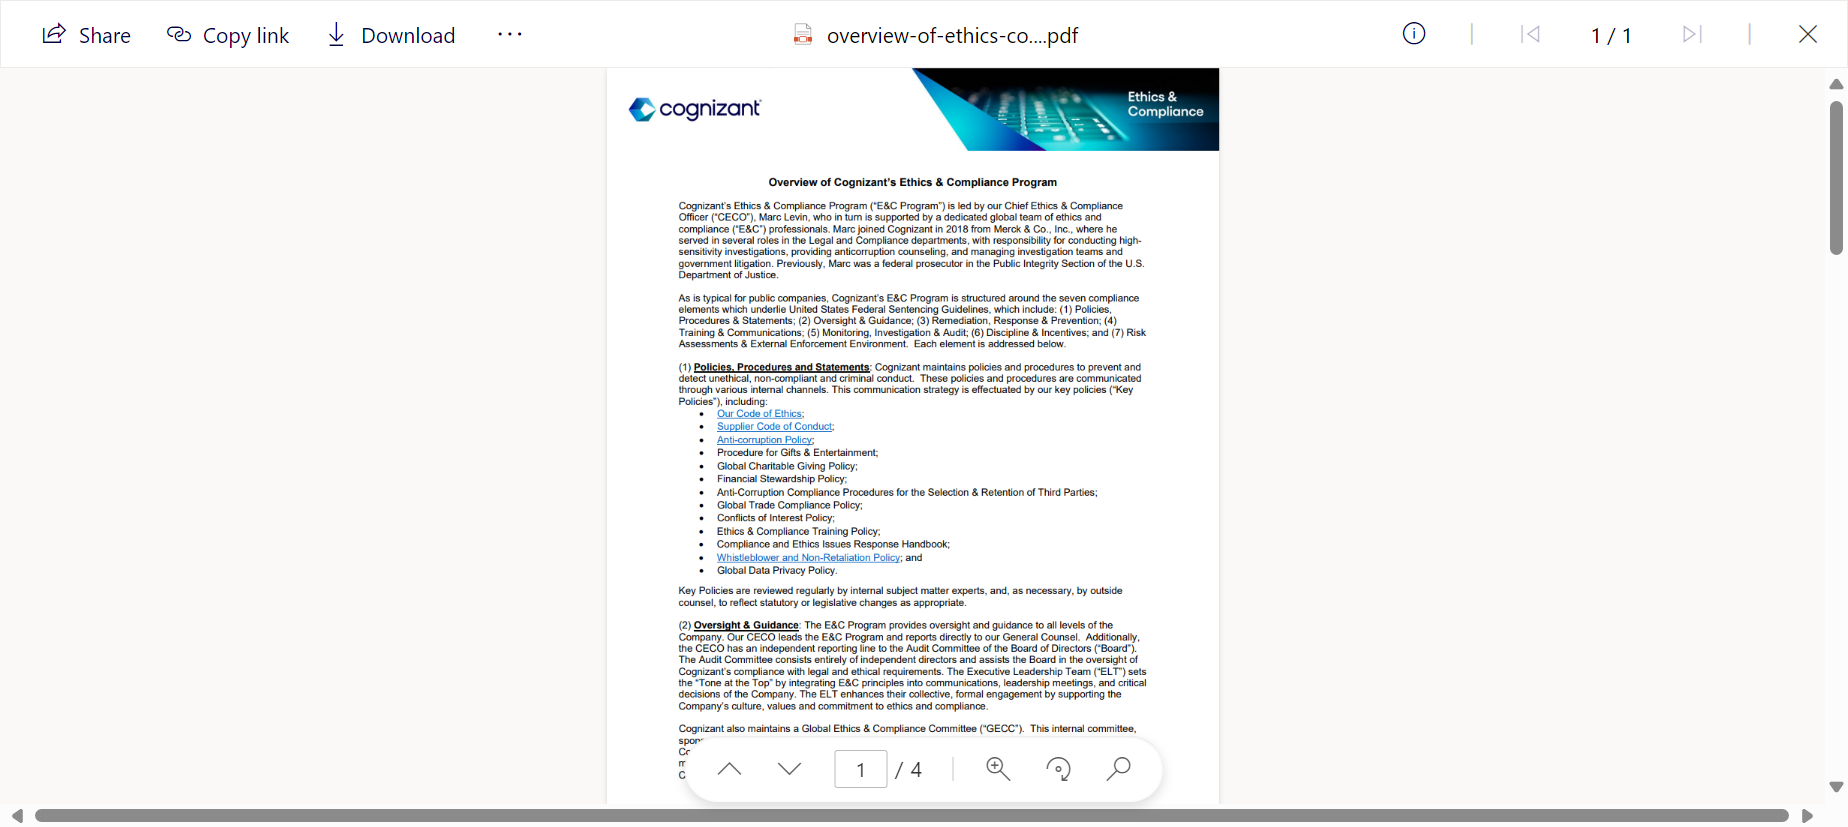 Share
Copy link
Download
overview-of-ethics-co....pdf
1 / 1
cognizant
Ethics &
Compliance
Overview of Cognizant's Ethics & Compliance Program
Cognizant's Ethics & Compliance Program ("E&C Program") is led by our Chief Ethics & Compliance
Officer ("CECO"), Marc Levin, who in turn is supported by a dedicated global team of ethics and
compliance ("E&C") professionals. Marc joined Cognizant in 2018 from Merck & Co., Inc., where he
served in several roles in the Legal and Compliance departments, with responsibility for conducting high-
sensitivity investigations, providing anticorruption counseling, and managing investigation teams and
government litigation. Previously, Marc was a federal prosecutor in the Public Integrity Section of the U.S.
Department of Justice.
As is typical for public companies, Cognizant's E&C Program is structured around the seven compliance
elements which underlie United States Federal Sentencing Guidelines, which include: (1) Policies,
Procedures & Statements; (2) Oversight & Guidance; (3) Remediation, Response & Prevention; (4)
Training & Communications; (5) Monitoring, Investigation & Audit; (6) Discipline & Incentives; and (7) Risk
Assessments & External Enforcement Environment. Each element is addressed below.
(1) Policies, Procedures and Statements: Cognizant maintains policies and procedures to prevent and
detect unethical, non-compliant and criminal conduct. These policies and procedures are communicated
through various internal channels. This communication strategy is effectuated by our key policies ("Key
Policies"), including:
• Our Code of Ethics;
• Supplier Code of Conduct;
• Anti-corruption Policy;
• Procedure for Gifts & Entertainment;
• Global Charitable Giving Policy;
• Financial Stewardship Policy;
• Anti-Corruption Compliance Procedures for the Selection & Retention of Third Parties;
• Global Trade Compliance Policy;
• Conflicts of Interest Policy;
• Ethics & Compliance Training Policy;
• Compliance and Ethics Issues Response Handbook;
• Whistleblower and Non-Retaliation Policy; and
• Global Data Privacy Policy.
Key Policies are reviewed regularly by internal subject matter experts, and, as necessary, by outside
counsel, to reflect statutory or legislative changes as appropriate.
(2) Oversight & Guidance: The E&C Program provides oversight and guidance to all levels of the
Company. Our CECO leads the E&C Program and reports directly to our General Counsel. Additionally,
the CECO has an independent reporting line to the Audit Committee of the Board of Directors ("Board").
The Audit Committee consists entirely of independent directors and assists the Board in the oversight of
Cognizant's compliance with legal and ethical requirements. The Executive Leadership Team ("ELT") sets
the "Tone at the Top" by integrating E&C principles into communications, leadership meetings, and critical
decisions of the Company. The ELT enhances their collective, formal engagement by supporting the
Company's culture, values and commitment to ethics and compliance.
Cognizant also maintains a Global Ethics & Compliance Committee ("GECC"). This internal committee,
1 / 4